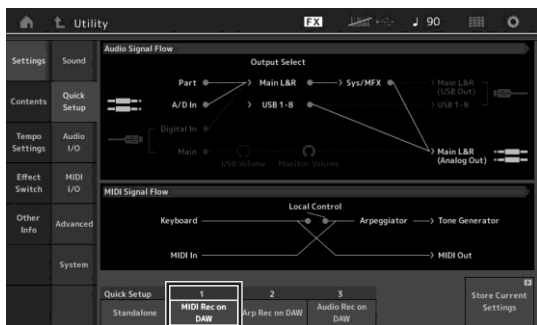 Utility
FX
90
Settings
Sound
Contents
Quick Setup
Tempo Settings
Audio I/O
Effect Switch
MIDI I/O
Other Info
Advanced
System
Audio Signal Flow
Output Select
Part
Main L&R
Sys/MFX
Main L&R (USB Out)
A/D In
USB 1-8
USB 1-8
Digital In
Main
USB Volume
Monitor Volume
Main L&R (Analog Out)
MIDI Signal Flow
Local Control
Keyboard
Arpeggiator
Tone Generator
MIDI In
MIDI Out
Quick Setup
1
2
3
Standalone
MIDI Rec on DAW
Arp Rec on DAW
Audio Rec on DAW
Store Current Settings